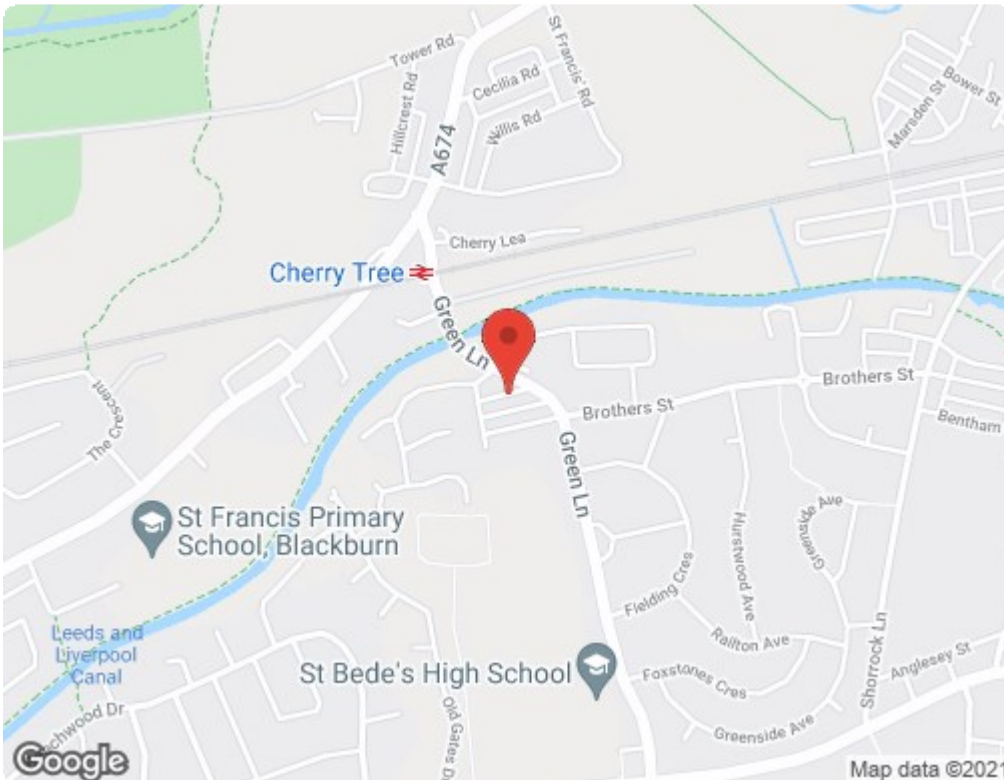 Tower Rd
St Francis' Rd
Cecilia Rd
Hillcrest Rd
Willis Rd
A674
Bower St
Marsden St
Cherry Lea
Cherry Tree
Green Ln
Brothers St
Brothers St
Bentham
The Crescent
Green Ln
St Francis Primary
School, Blackburn
Hurstwood Ave
Greenside Ave
Fielding Cres
Railton Ave
Shorrock Ln
Leeds and
Liverpool
Canal
St Bede's High School
Foxstones Cres
Anglesey St
chwood Dr
Old Gates D
Greenside Ave
Google
Map data ©2021